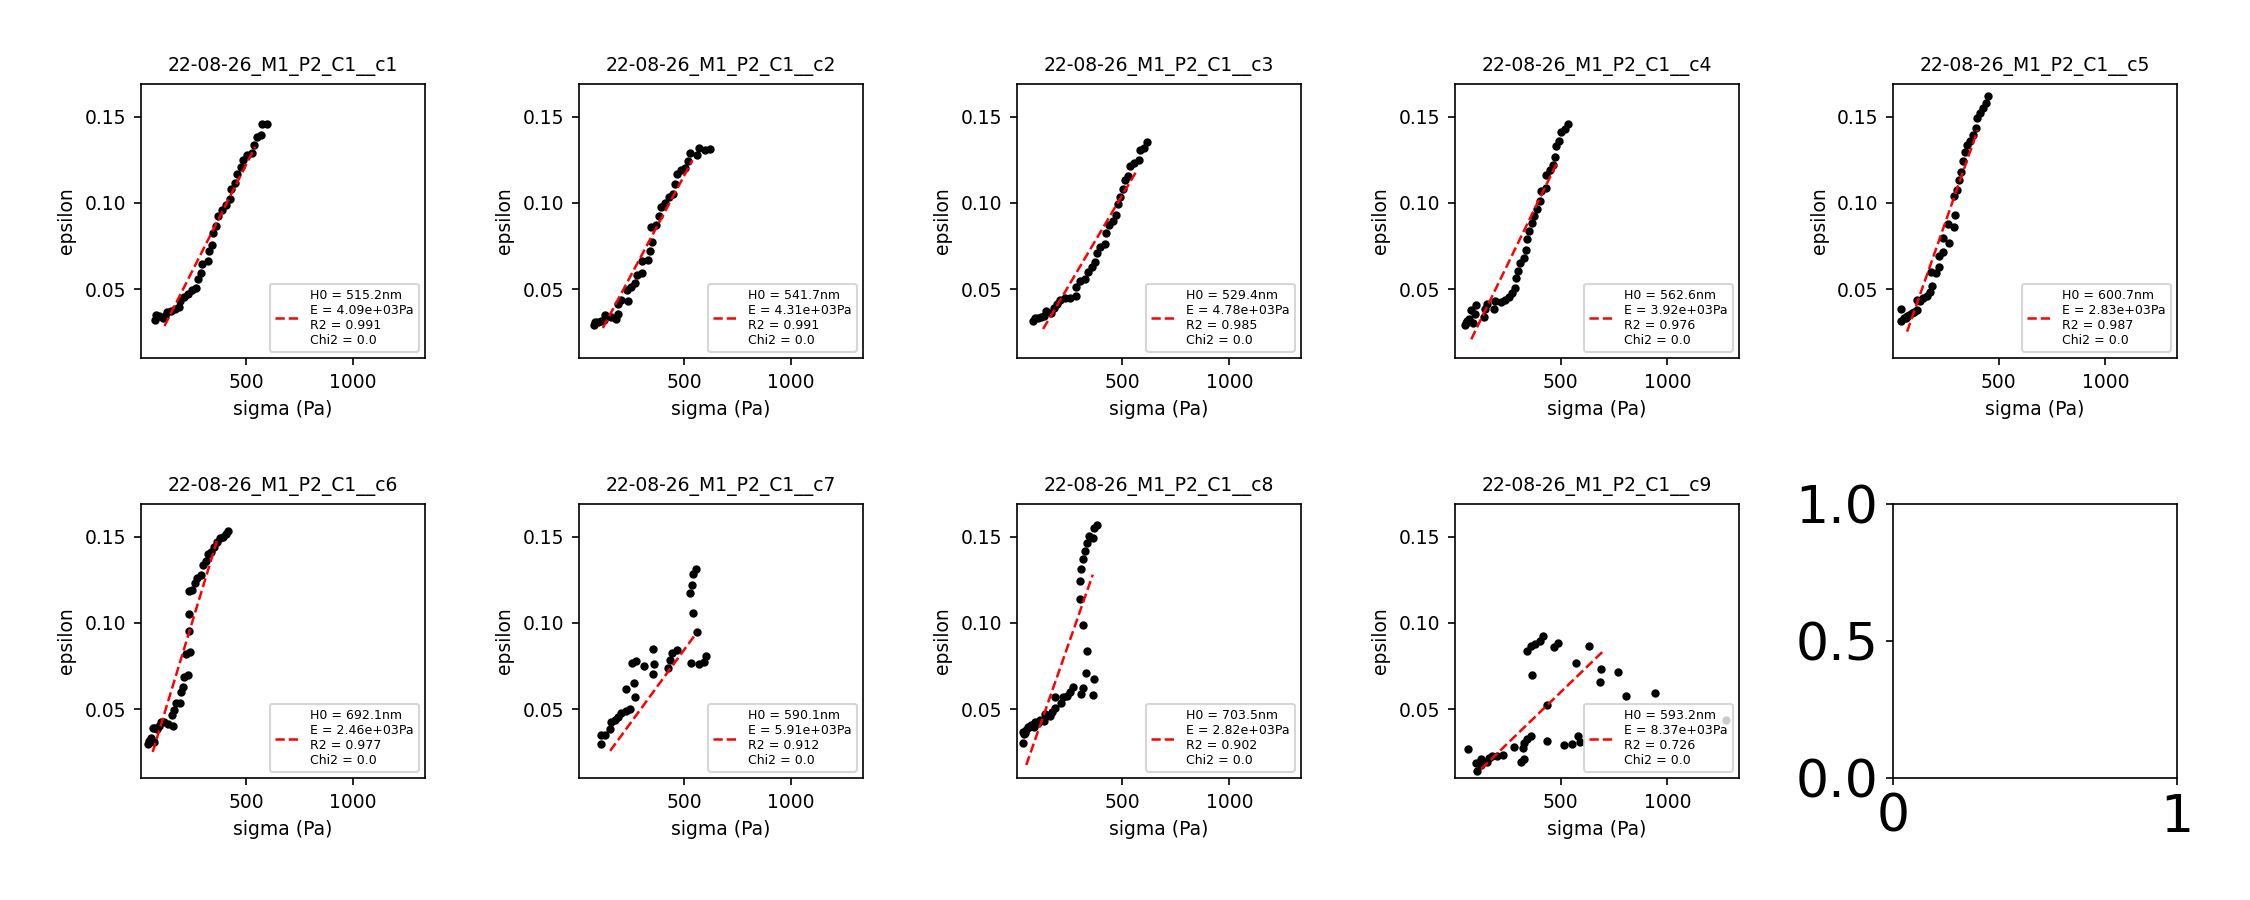 22-08-26_M1_P2_C1__c1
22-08-26_M1_P2_C1__c2
22-08-26_M1_P2_C1__c3
22-08-26_M1_P2_C1__c4
22-08-26_M1_P2_C1__c5
epsilon
0.15
0.10
0.05
500
1000
sigma (Pa)
H0 = 515.2nm
E = 4.09e+03Pa
R2 = 0.991
Chi2 = 0.0
epsilon
0.15
0.10
0.05
500
1000
sigma (Pa)
H0 = 541.7nm
E = 4.31e+03Pa
R2 = 0.991
Chi2 = 0.0
epsilon
0.15
0.10
0.05
500
1000
sigma (Pa)
H0 = 529.4nm
E = 4.78e+03Pa
R2 = 0.985
Chi2 = 0.0
epsilon
0.15
0.10
0.05
500
1000
sigma (Pa)
H0 = 562.6nm
E = 3.92e+03Pa
R2 = 0.976
Chi2 = 0.0
epsilon
0.15
0.10
0.05
500
1000
sigma (Pa)
H0 = 600.7nm
E = 2.83e+03Pa
R2 = 0.987
Chi2 = 0.0
22-08-26_M1_P2_C1__c6
22-08-26_M1_P2_C1__c7
22-08-26_M1_P2_C1__c8
22-08-26_M1_P2_C1__c9
epsilon
0.15
0.10
0.05
500
1000
sigma (Pa)
H0 = 692.1nm
E = 2.46e+03Pa
R2 = 0.977
Chi2 = 0.0
epsilon
0.15
0.10
0.05
500
1000
sigma (Pa)
H0 = 590.1nm
E = 5.91e+03Pa
R2 = 0.912
Chi2 = 0.0
epsilon
0.15
0.10
0.05
500
1000
sigma (Pa)
H0 = 703.5nm
E = 2.82e+03Pa
R2 = 0.902
Chi2 = 0.0
epsilon
0.15
0.10
0.05
500
1000
sigma (Pa)
H0 = 593.2nm
E = 8.37e+03Pa
R2 = 0.726
Chi2 = 0.0
1.0
0.5
0.0
0
1